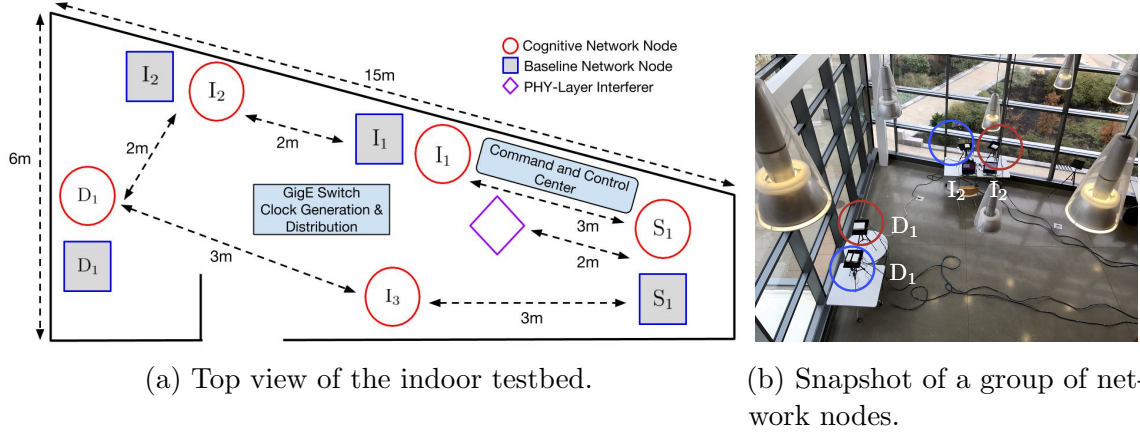 Cognitive Network Node
Baseline Network Node
PHY-Layer Interferer
15m
6m
I2
I2
2m
2m
I1
I1
Command and Control
Center
D1
GigE Switch
Clock Generation &
Distribution
3m
S1
2m
D1
3m
I3
S1
3m
I2
I2
D1
D1
(a) Top view of the indoor testbed.
(b) Snapshot of a group of net-
work nodes.